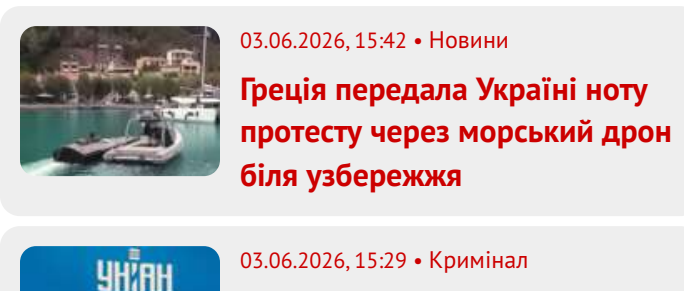 03.06.2026, 15:42 • Новини
Греція передала Україні ноту
протесту через морський дрон
біля узбережжя
УНІАН
03.06.2026, 15:29 • Кримінал